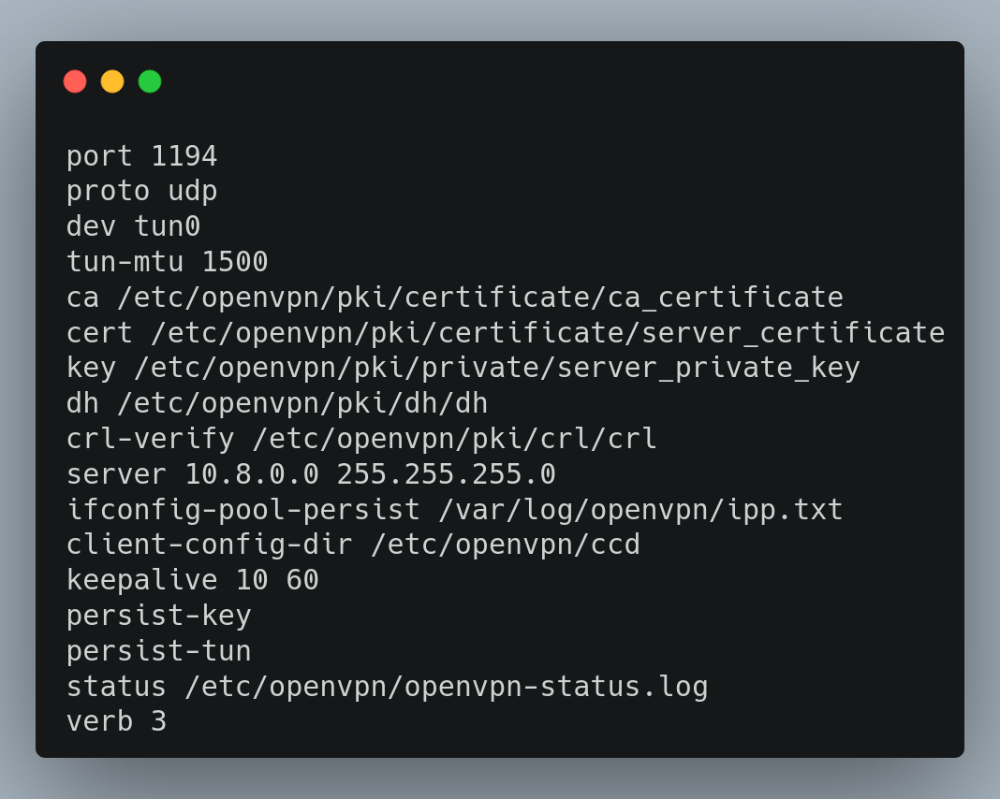 port 1194
proto udp
dev tun0
tun-mtu 1500
ca /etc/openvpn/pki/certificate/ca_certificate
cert /etc/openvpn/pki/certificate/server_certificate
key /etc/openvpn/pki/private/server_private_key
dh /etc/openvpn/pki/dh/dh
crl-verify /etc/openvpn/pki/crl/crl
server 10.8.0.0 255.255.255.0
ifconfig-pool-persist /var/log/openvpn/ipp.txt
client-config-dir /etc/openvpn/ccd
keepalive 10 60
persist-key
persist-tun
status /etc/openvpn/openvpn-status.log
verb 3